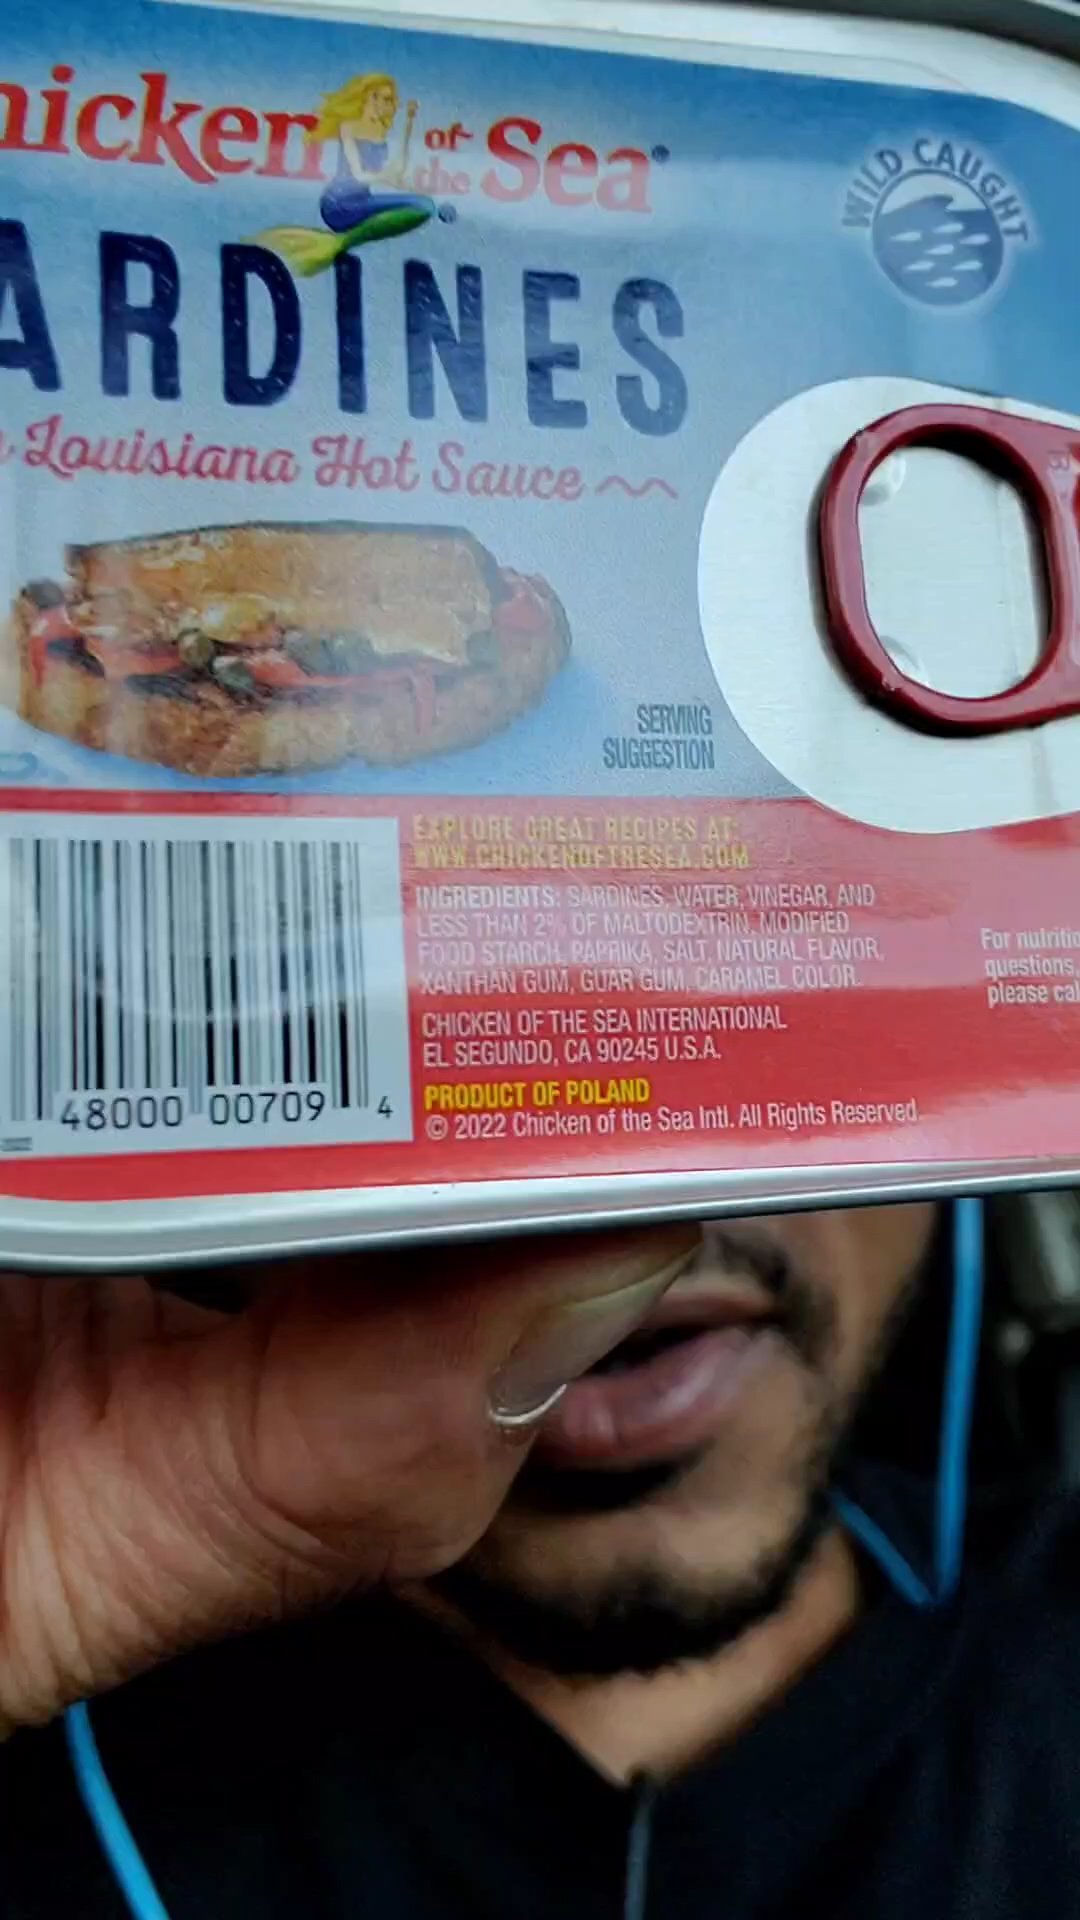 hicken of the Sea®
WILD CAUGHT
ARDINES
Louisiana Hot Sauce
SERVING
SUGGESTION
EXPLORE GREAT RECIPES AT:
WWW.CHICKENOFTHESEA.COM
INGREDIENTS: SARDINES, WATER, VINEGAR, AND
LESS THAN 2% OF MALTODEXTRIN, MODIFIED
FOOD STARCH, PAPRIKA, SALT, NATURAL FLAVOR,
XANTHAN GUM, GUAR GUM, CARAMEL COLOR.
For nutritio
questions,
please cal
CHICKEN OF THE SEA INTERNATIONAL
EL SEGUNDO, CA 90245 U.S.A.
PRODUCT OF POLAND
© 2022 Chicken of the Sea Intl. All Rights Reserved.
48000 00709 4